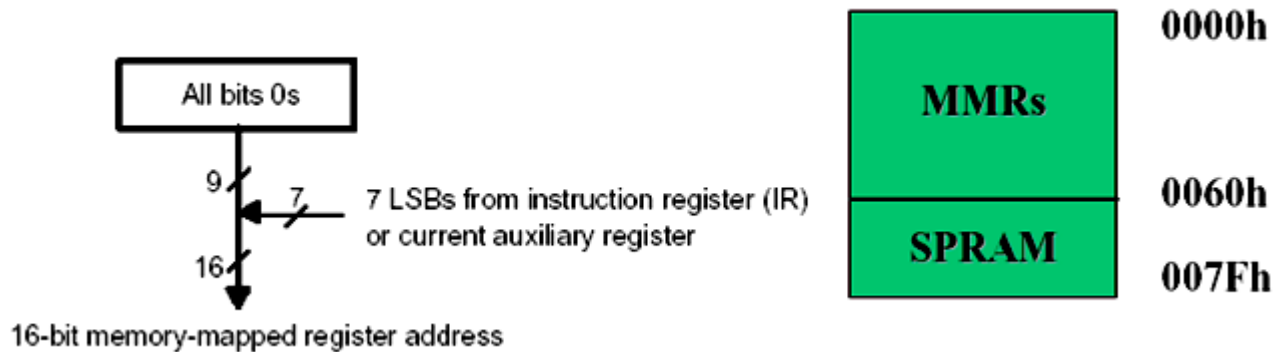 All bits 0s
9
7
7 LSBs from instruction register (IR)
or current auxiliary register
16
16-bit memory-mapped register address
0000h
MMRs
0060h
SPRAM
007Fh